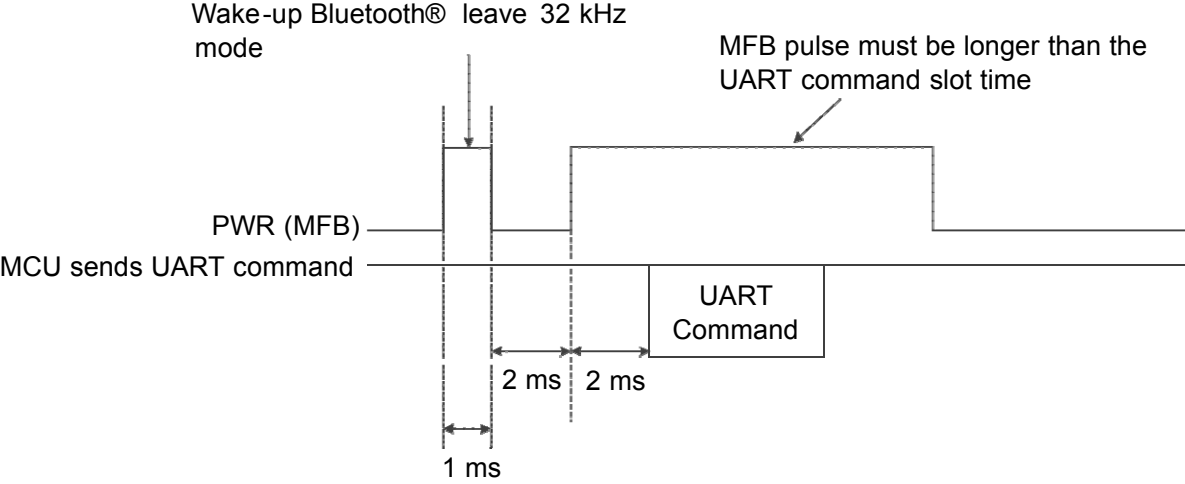 Wake-up Bluetooth® leave 32 kHz
mode
MFB pulse must be longer than the
UART command slot time
PWR (MFB)
MCU sends UART command
UART
Command
2 ms
2 ms
1 ms